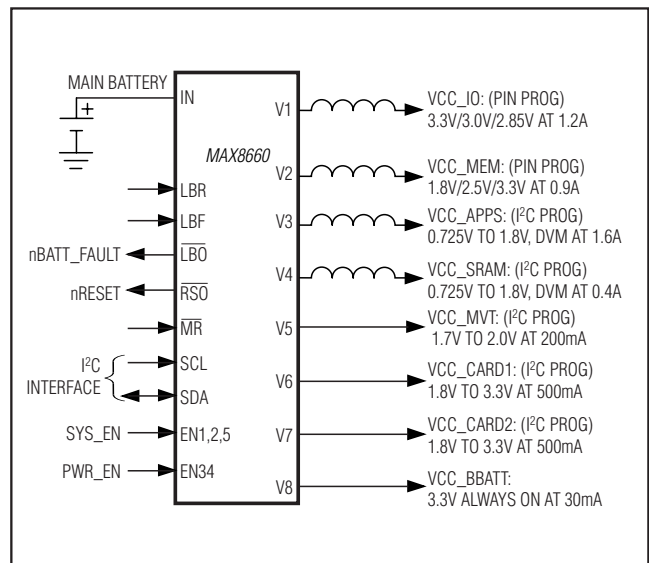 MAIN BATTERY
+
IN
MAX8660
LBR
LBF
nBATT_FAULT
LBO
nRESET
RSO
MR
I²C
INTERFACE
SCL
SDA
SYS_EN
EN1,2,5
PWR_EN
EN34
V1
VCC_IO: (PIN PROG)
3.3V/3.0V/2.85V AT 1.2A
V2
VCC_MEM: (PIN PROG)
1.8V/2.5V/3.3V AT 0.9A
V3
VCC_APPS: (I²C PROG)
0.725V TO 1.8V, DVM AT 1.6A
V4
VCC_SRAM: (I²C PROG)
0.725V TO 1.8V, DVM AT 0.4A
V5
VCC_MVT: (I²C PROG)
1.7V TO 2.0V AT 200mA
V6
VCC_CARD1: (I²C PROG)
1.8V TO 3.3V AT 500mA
V7
VCC_CARD2: (I²C PROG)
1.8V TO 3.3V AT 500mA
V8
VCC_BBATT:
3.3V ALWAYS ON AT 30mA